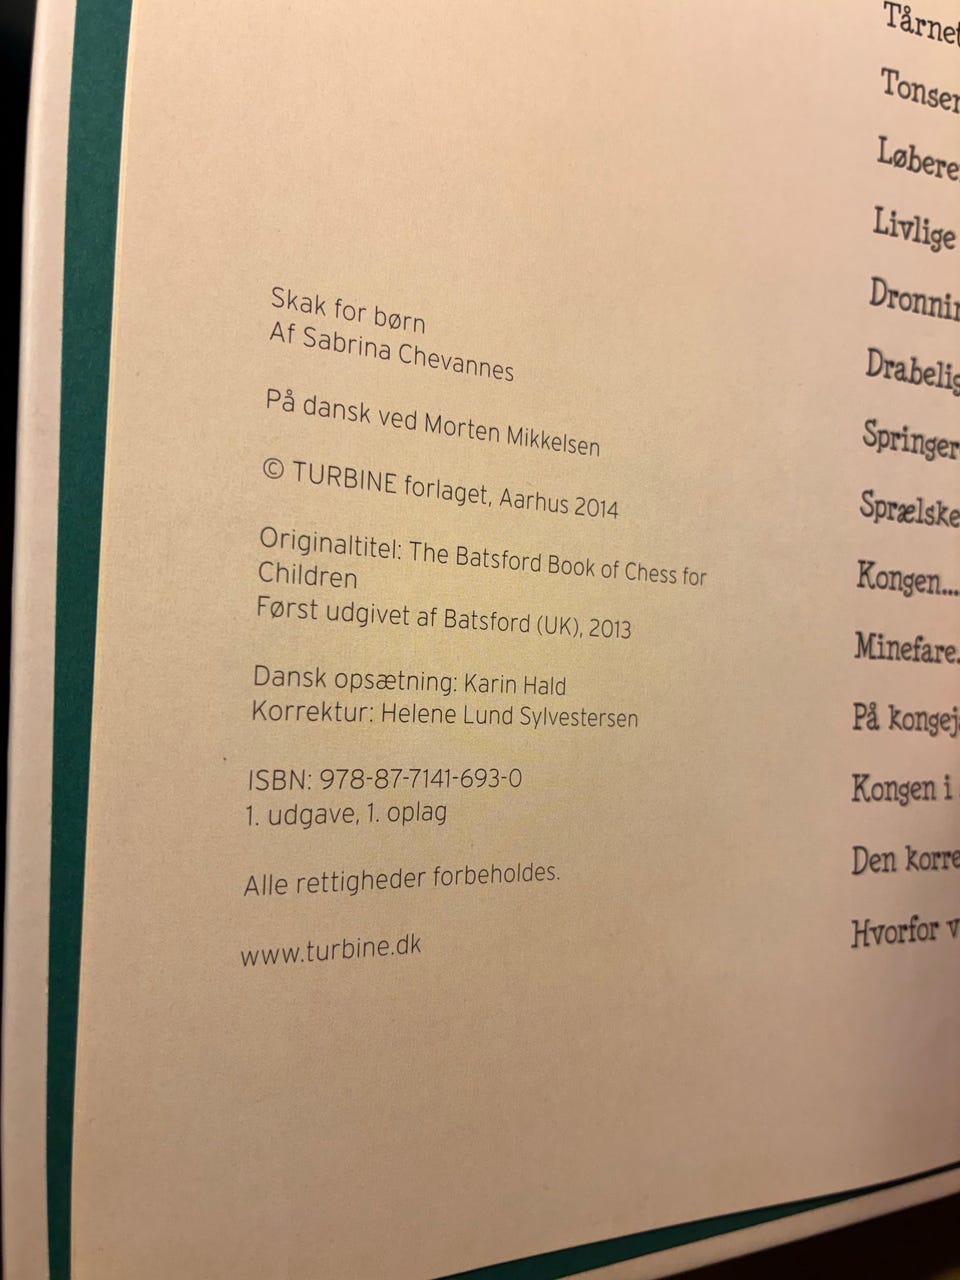 Skak for børn
Af Sabrina Chevannes
På dansk ved Morten Mikkelsen
© TURBINE forlaget, Aarhus 2014
Originaltitel: The Batsford Book of Chess for
Children
Først udgivet af Batsford (UK), 2013
Dansk opsætning: Karin Hald
Korrektur: Helene Lund Sylvestersen
ISBN: 978-87-7141-693-0
1. udgave, 1. oplag
Alle rettigheder forbeholdes.
www.turbine.dk
Tårnet
Tonser
Løbere
Livlige
Dronnin
Drabelig
Springer
Sprælske
Kongen...
Minefare.
På kongej
Kongen i
Den korre
Hvorfor v